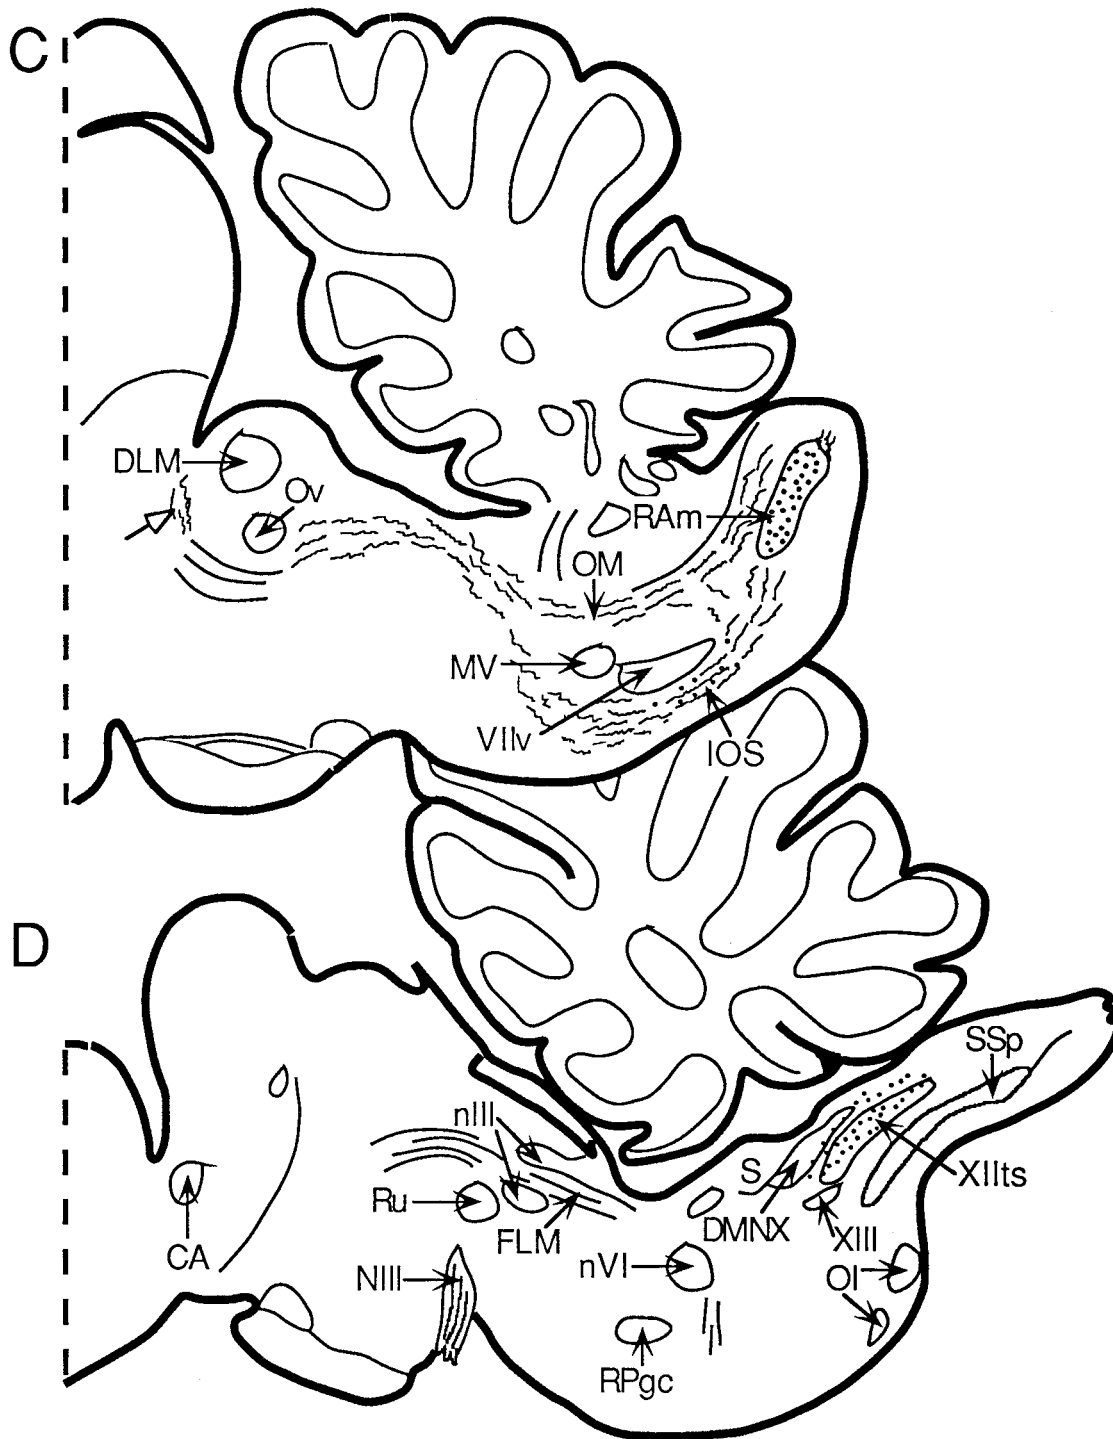 C
DLM
Ov
RAm
OM
MV
VIIv
IOS
D
SSp
nIII
S
XIIts
Ru
FLM
DMNX
XIII
CA
NIII
nVI
OI
RPgc